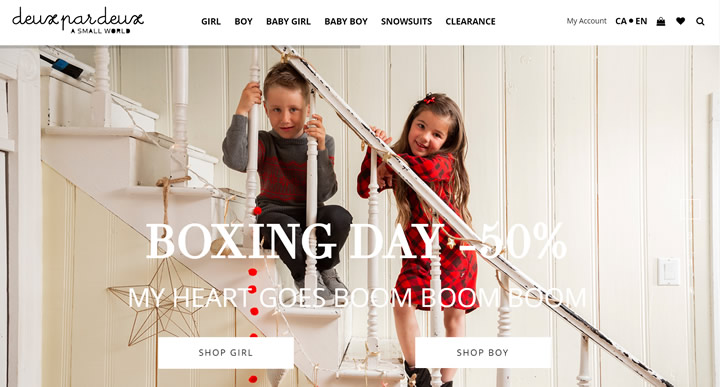 deux par deux
A SMALL WORLD
GIRL BOY BABY GIRL BABY BOY SNOWSUITS CLEARANCE
My Account CA • EN
BOXING DAY -50%
MY HEART GOES BOOM BOOM BOOM
SHOP GIRL SHOP BOY